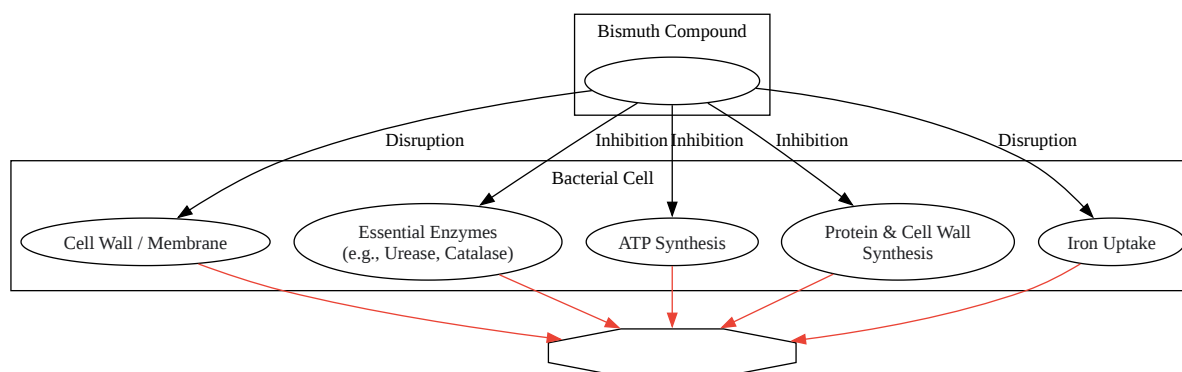 Bismuth Compound
Disruption
Inhibition
Inhibition
Inhibition
Disruption
Bacterial Cell
Cell Wall / Membrane
Essential Enzymes
(e.g., Urease, Catalase)
ATP Synthesis
Protein & Cell Wall
Synthesis
Iron Uptake